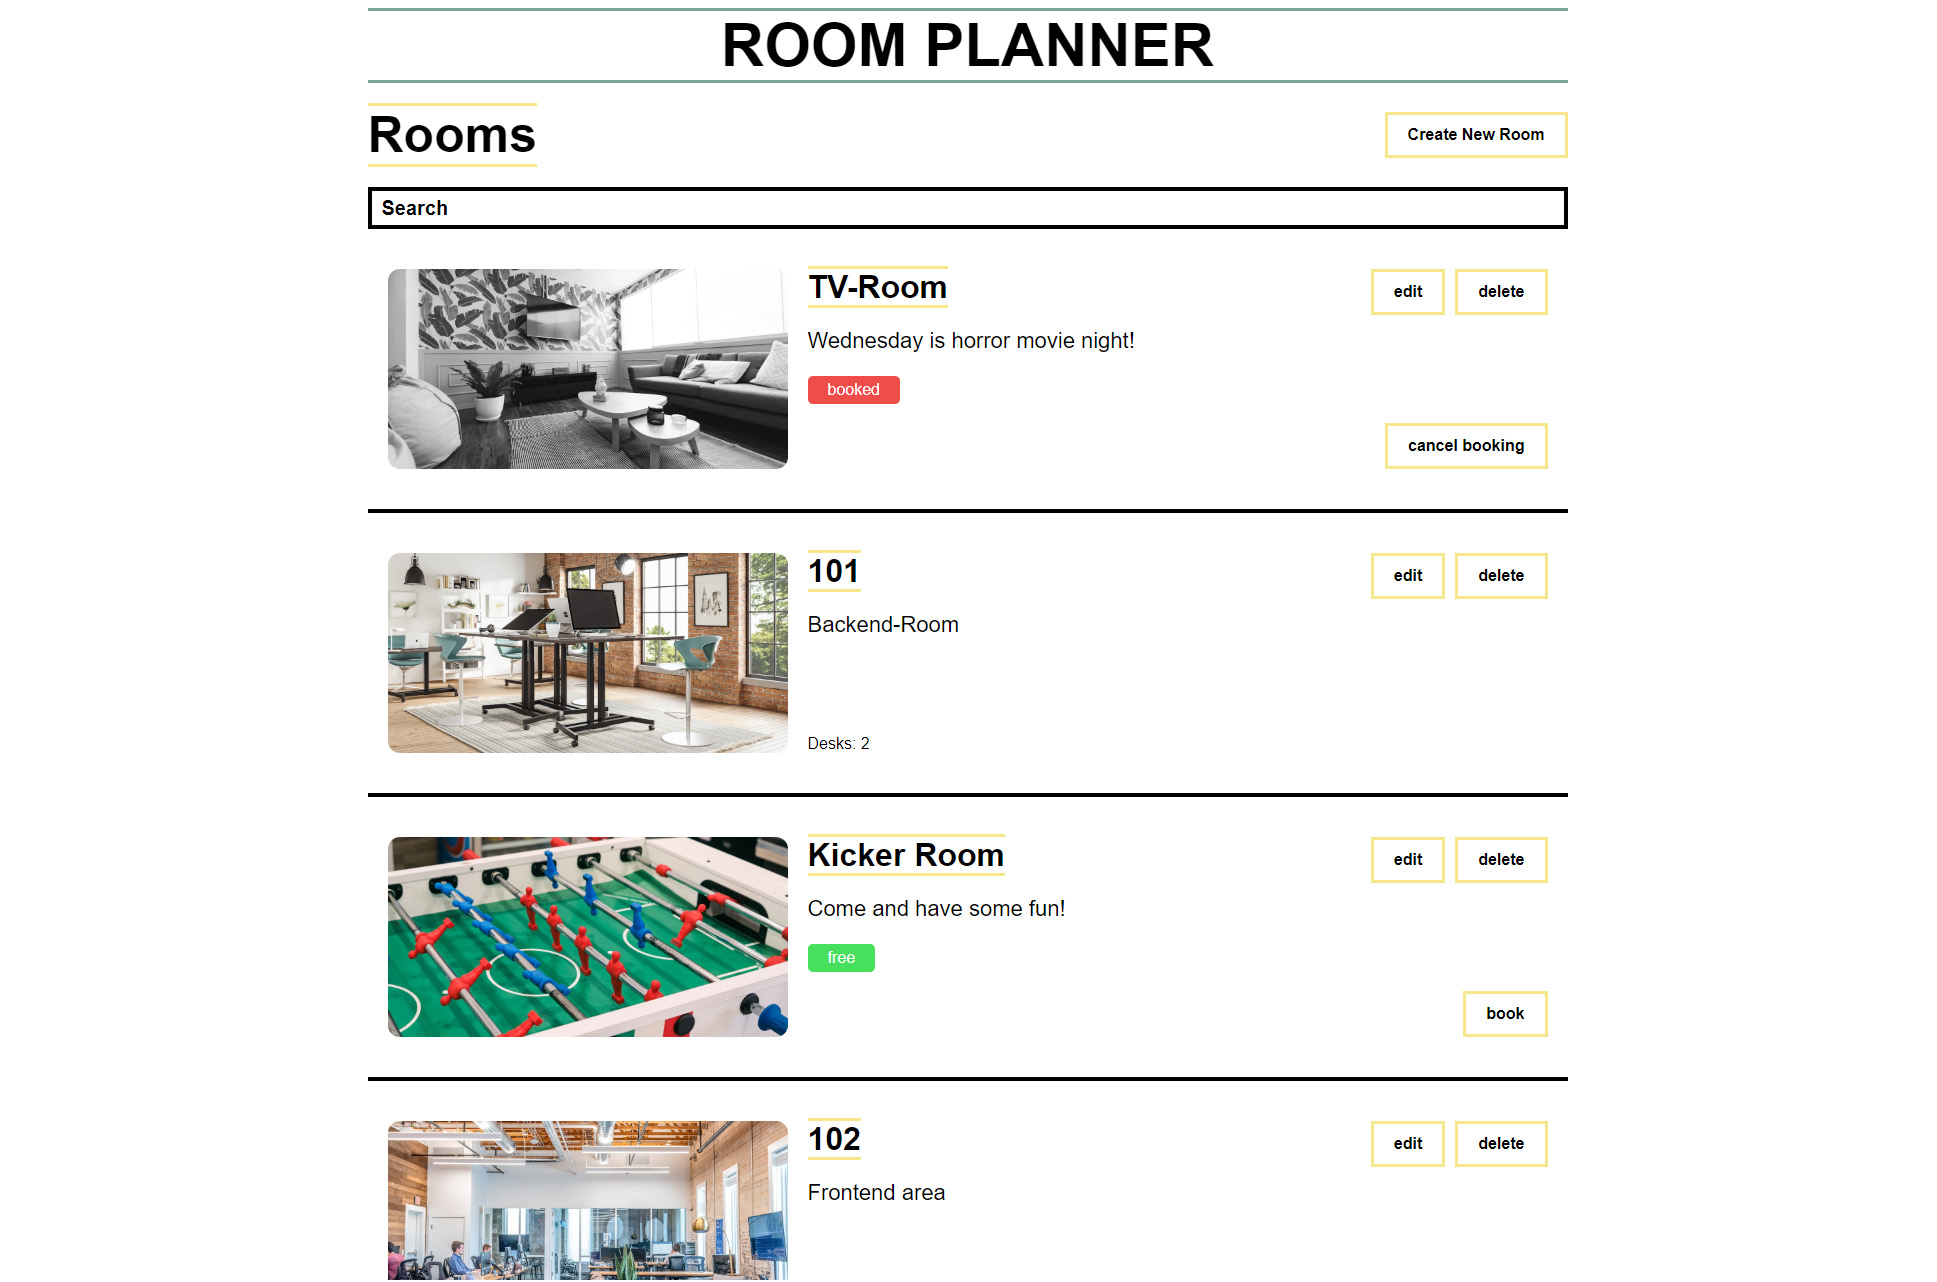 ROOM PLANNER
Rooms
Create New Room
Search
TV-Room
edit
delete
Wednesday is horror movie night!
booked
cancel booking
101
edit
delete
Backend-Room
Desks: 2
Kicker Room
edit
delete
Come and have some fun!
free
book
102
edit
delete
Frontend area